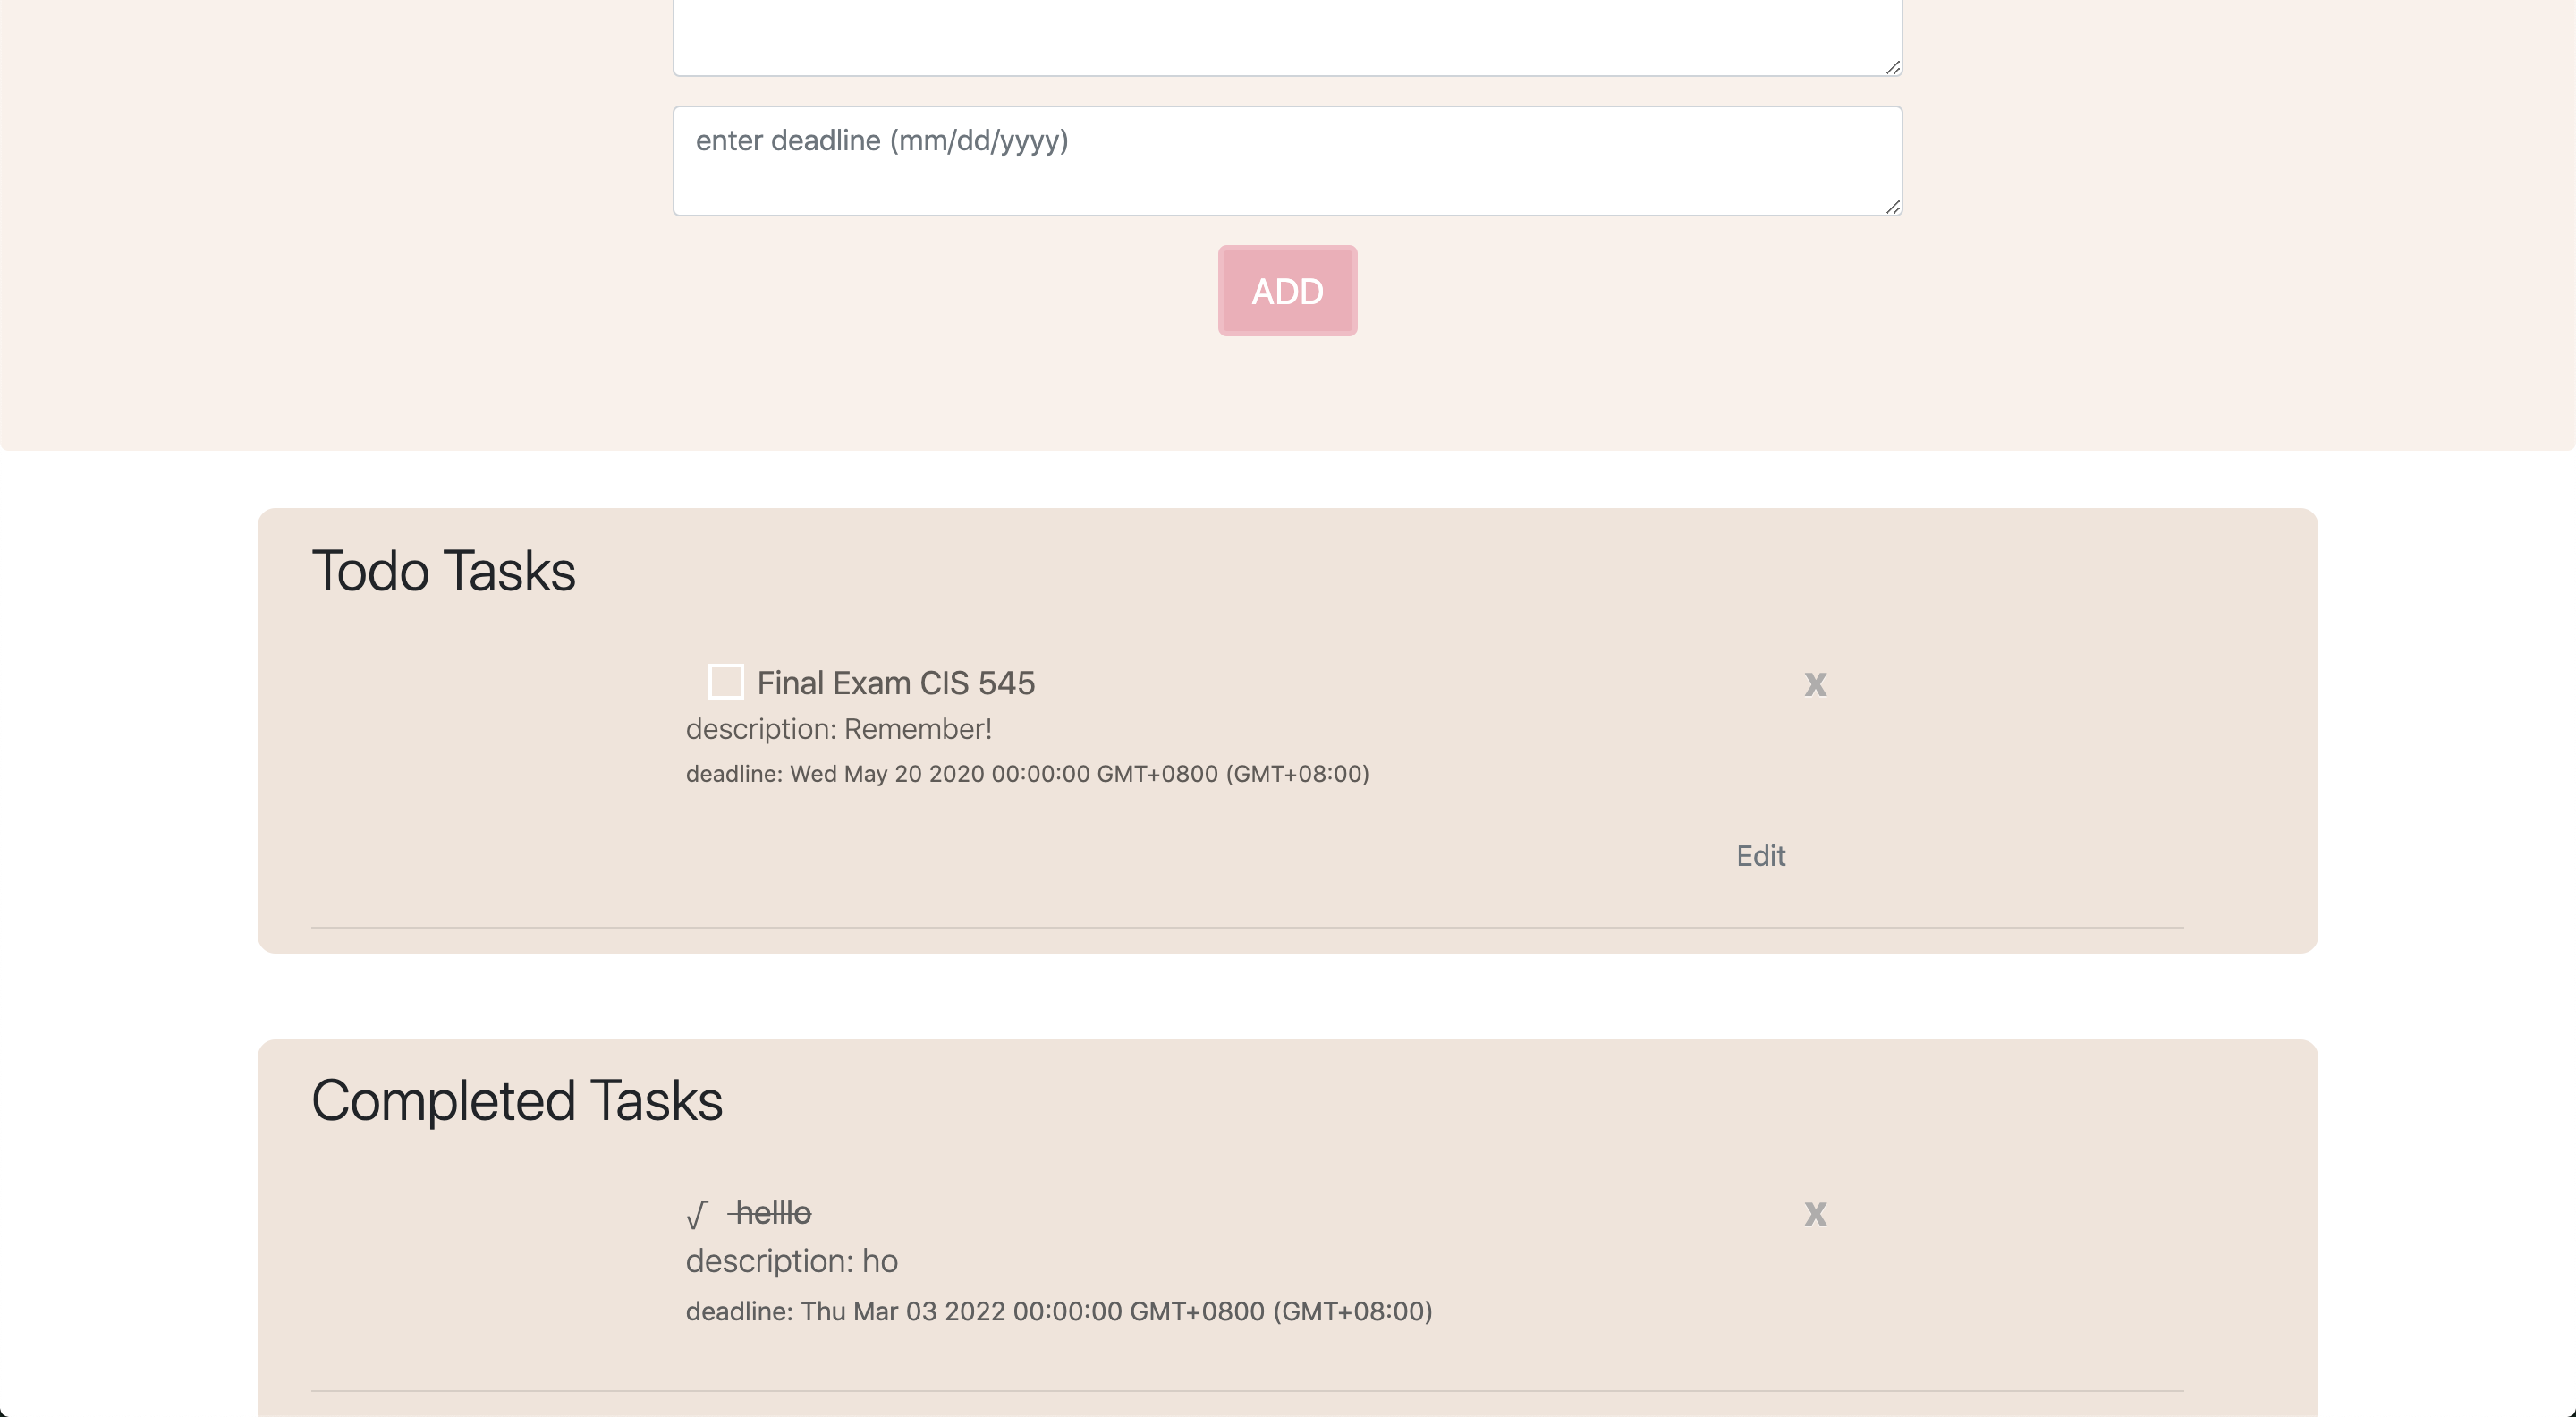 enter deadline (mm/dd/yyyy)
ADD
Todo Tasks
Final Exam CIS 545
x
description: Remember!
deadline: Wed May 20 2020 00:00:00 GMT+0800 (GMT+08:00)
Edit
Completed Tasks
√ helllo
x
description: ho
deadline: Thu Mar 03 2022 00:00:00 GMT+0800 (GMT+08:00)